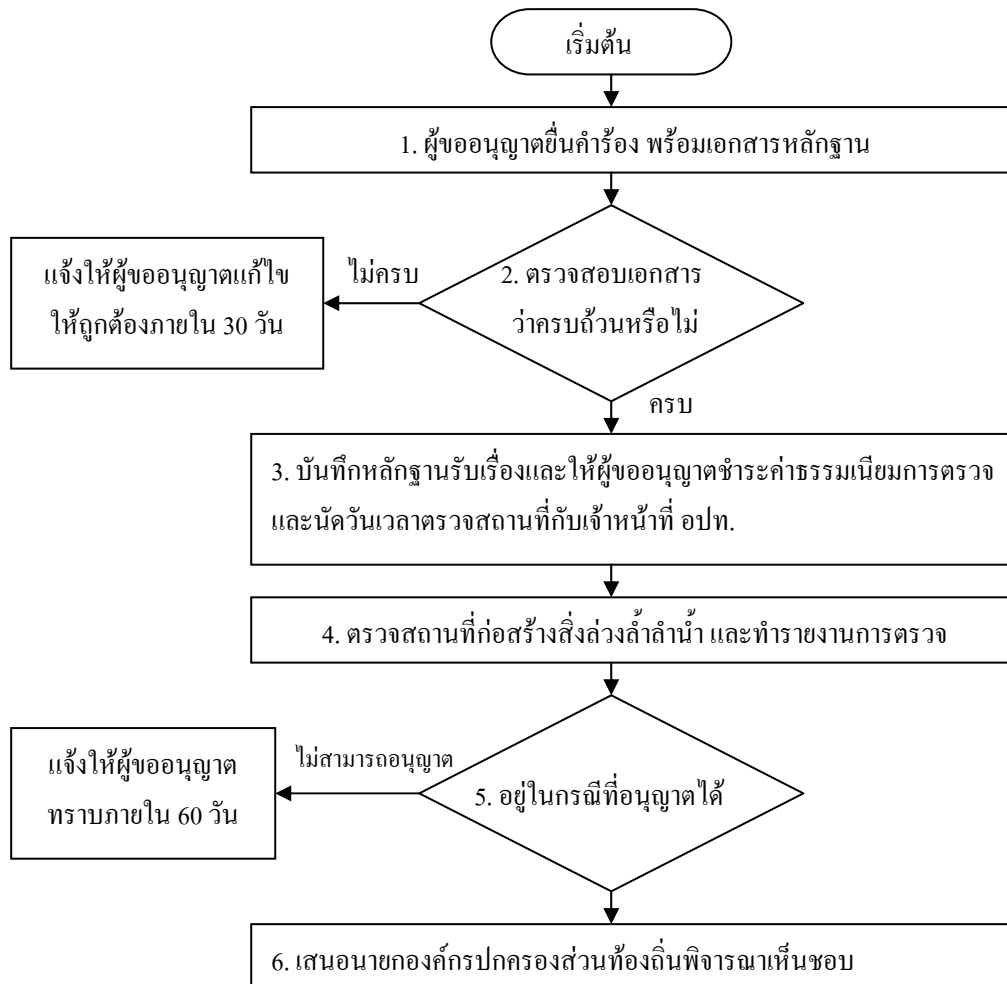 เริ่มต้น
1. ผู้ขออนุญาตยื่นคำร้อง พร้อมเอกสารหลักฐาน
แจ้งให้ผู้ขออนุญาตแก้ไข
ให้ถูกต้องภายใน 30 วัน
ไม่ครบ
2. ตรวจสอบเอกสาร
ว่าครบถ้วนหรือไม่
ครบ
3. บันทึกหลักฐานรับเรื่องและให้ผู้ขออนุญาตชำระค่าธรรมเนียมการตรวจ
และนัดวันเวลาตรวจสถานที่กับเจ้าหน้าที่ อปท.
4. ตรวจสถานที่ก่อสร้างสิ่งล่วงล้ำลำน้ำ และทำรายงานการตรวจ
แจ้งให้ผู้ขออนุญาต
ทราบภายใน 60 วัน
ไม่สามารถอนุญาต
5. อยู่ในกรณีที่อนุญาตได้
6. เสนอนายกองค์กรปกครองส่วนท้องถิ่นพิจารณาเห็นชอบ